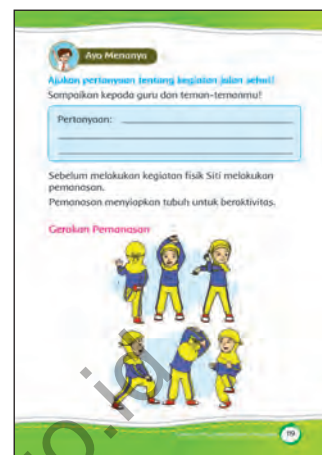 Ayo Menanya
Ajukan pertanyaan tentang kegiatan jalan sehat!
Sampaikan kepada guru dan teman-temanmu!
Pertanyaan:
Sebelum melakukan kegiatan fisik Siti melakukan
pemanasan.
Pemanasan menyiapkan tubuh untuk beraktivitas.
Gerakan Pemanasan
o.id